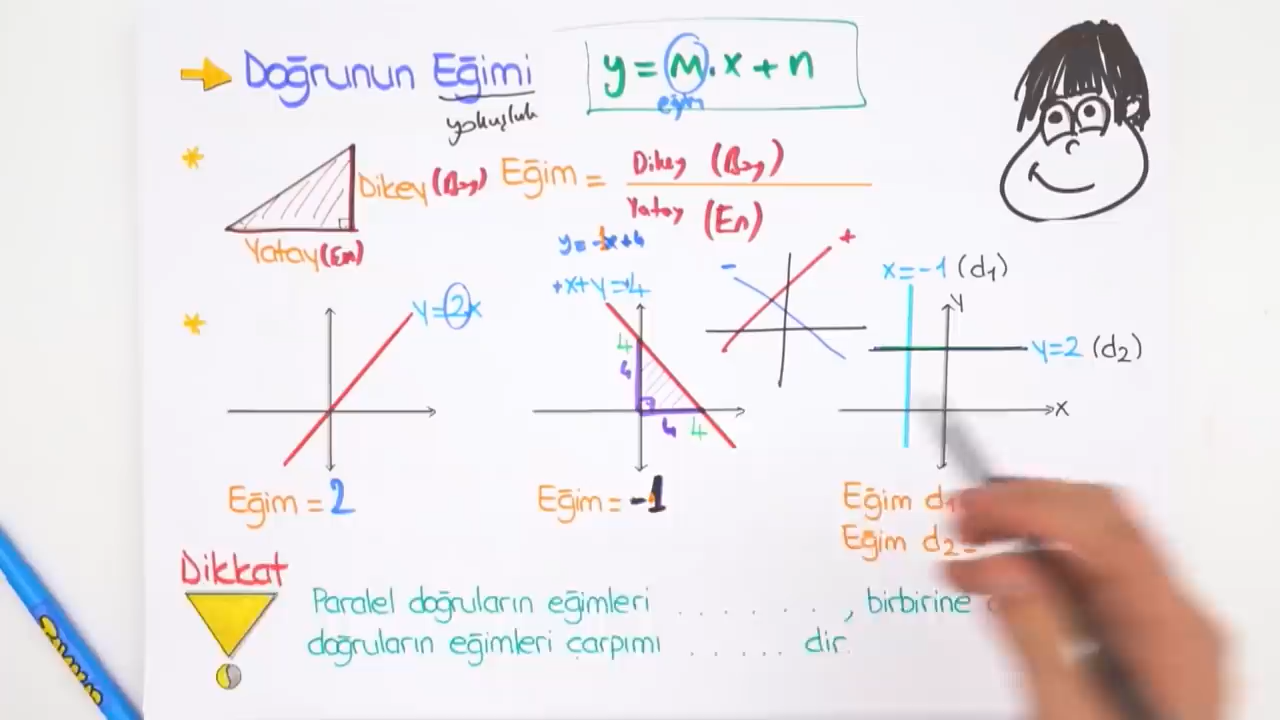 Doğrunun Eğimi
yokuşluk
y = m.x + n
eğim
Dikey (Boy)
Yatay (En)
Eğim = Dikey (Boy)
Yatay (En)
y = -1x+4
+x+y=+4
y=2x
4
4
4
4
- +
x=-1 (d1)
y
y=2 (d2)
x
Eğim = 2
Eğim = -1
Eğim d1
Eğim d2=
Dikkat
Paralel doğruların eğimleri . . . . . . . , birbirine
doğruların eğimleri çarpımı . . . . . . dir.